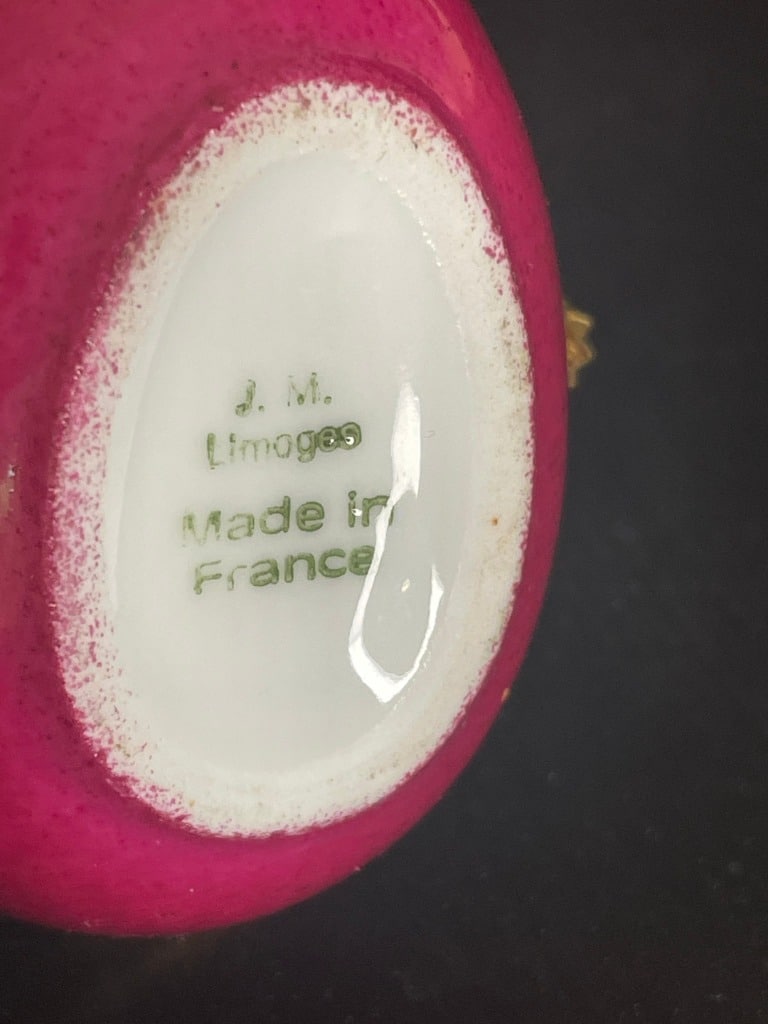 J. M.
Limoges
Made in
France